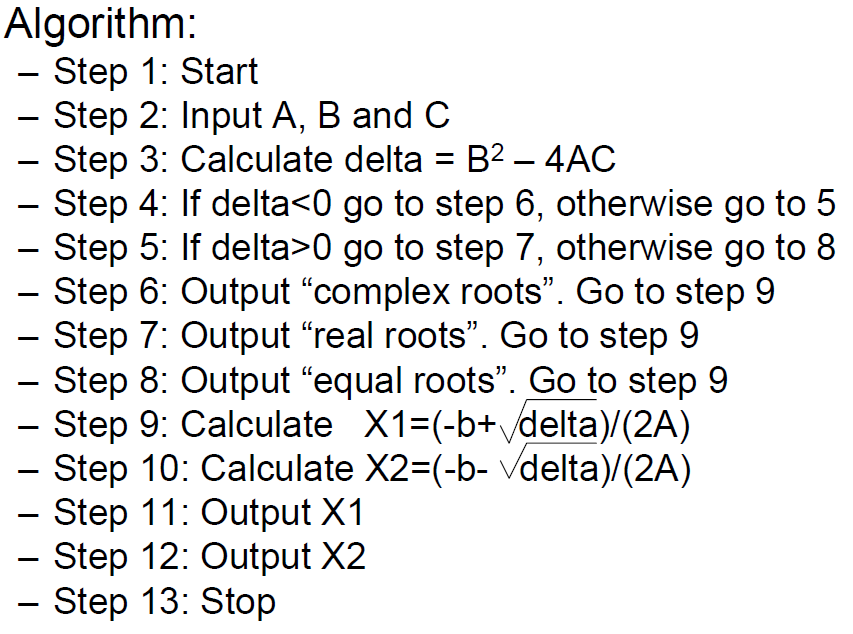 Algorithm:
– Step 1: Start
– Step 2: Input A, B and C
– Step 3: Calculate delta = B² – 4AC
– Step 4: If delta<0 go to step 6, otherwise go to 5
– Step 5: If delta>0 go to step 7, otherwise go to 8
– Step 6: Output “complex roots”. Go to step 9
– Step 7: Output “real roots”. Go to step 9
– Step 8: Output “equal roots”. Go to step 9
– Step 9: Calculate X1=(-b+√delta)/(2A)
– Step 10: Calculate X2=(-b- √delta)/(2A)
– Step 11: Output X1
– Step 12: Output X2
– Step 13: Stop